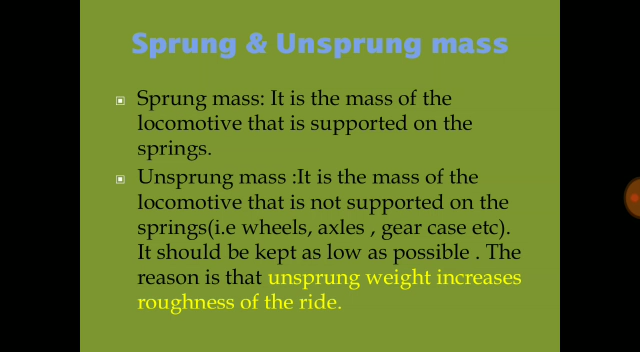 Sprung & Unsprung mass
Sprung mass: It is the mass of the
locomotive that is supported on the
springs.
Unsprung mass :It is the mass of the
locomotive that is not supported on the
springs(i.e wheels, axles , gear case etc).
It should be kept as low as possible . The
reason is that unsprung weight increases
roughness of the ride.